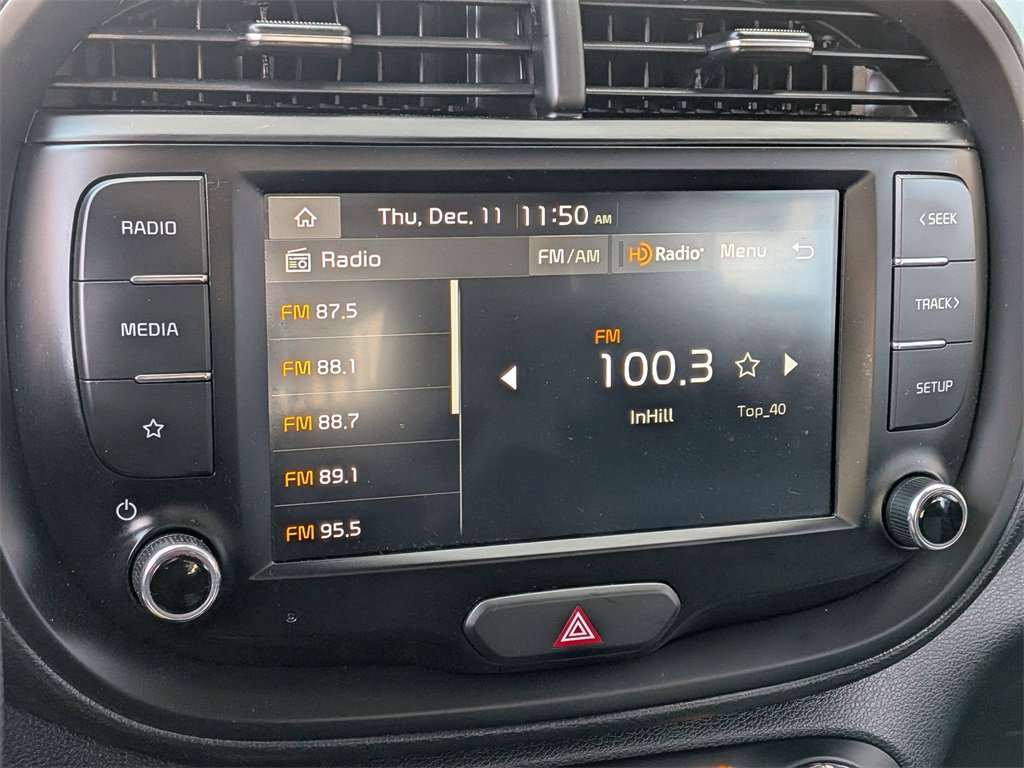 RADIO
MEDIA
Thu, Dec. 11 11:50 AM
Radio FM/AM HD Radio Menu
FM 87.5
FM 88.1
FM 88.7
FM 89.1
FM 95.5
FM
100.3
InHill Top_40
<SEEK
TRACK>
SETUP